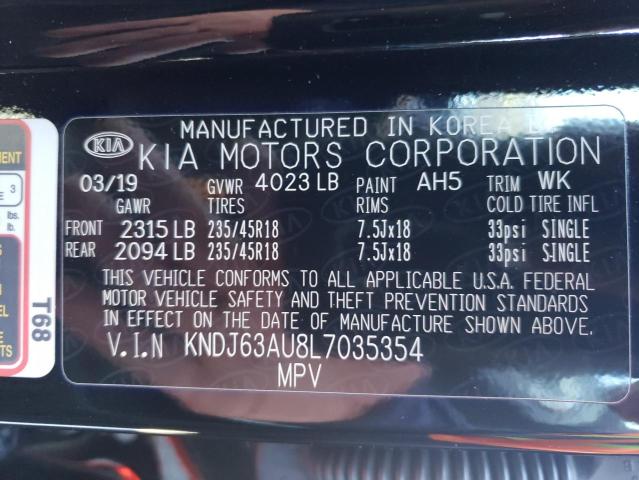 MANUFACTURED IN KOREA
KIA KIA MOTORS CORPORATION
03/19 GVWR 4023 LB PAINT AH5 TRIM WK
GAWR TIRES RIMS COLD TIRE INFL
FRONT 2315 LB 235/45R18 7.5Jx18 33psi SINGLE
REAR 2094 LB 235/45R18 7.5Jx18 33psi SINGLE
THIS VEHICLE CONFORMS TO ALL APPLICABLE U.S.A. FEDERAL
MOTOR VEHICLE SAFETY AND THEFT PREVENTION STANDARDS
IN EFFECT ON THE DATE OF MANUFACTURE SHOWN ABOVE.
V.I.N KNDJ63AU8L7035354
MPV
3
lbs.
T68